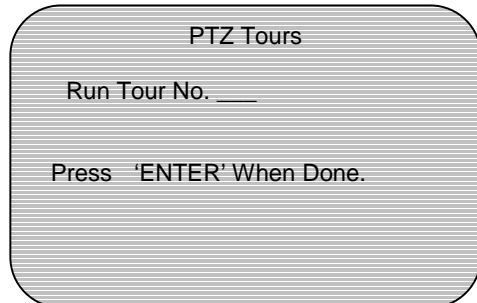 PTZ Tours
Run Tour No. ___
Press   ‘ENTER’ When Done.